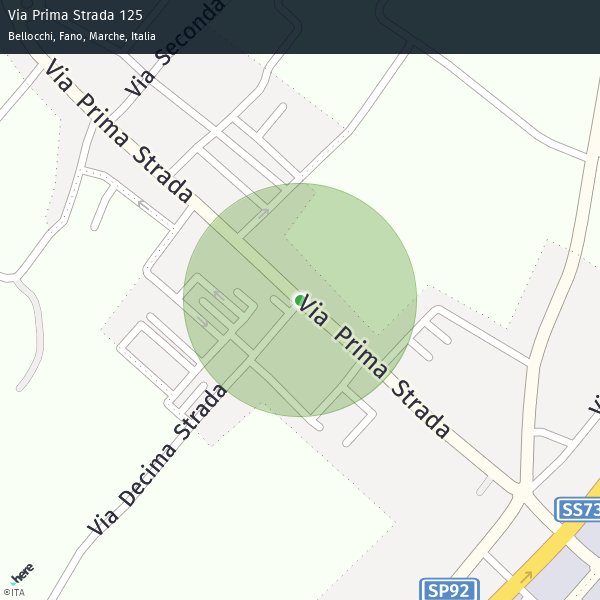 Via Prima Strada 125
Bellocchi, Fano, Marche, Italia
Via Seconda
Via Prima Strada
Via Prima Strada
Via Decima Strada
SS73
SP92
here
©ITA